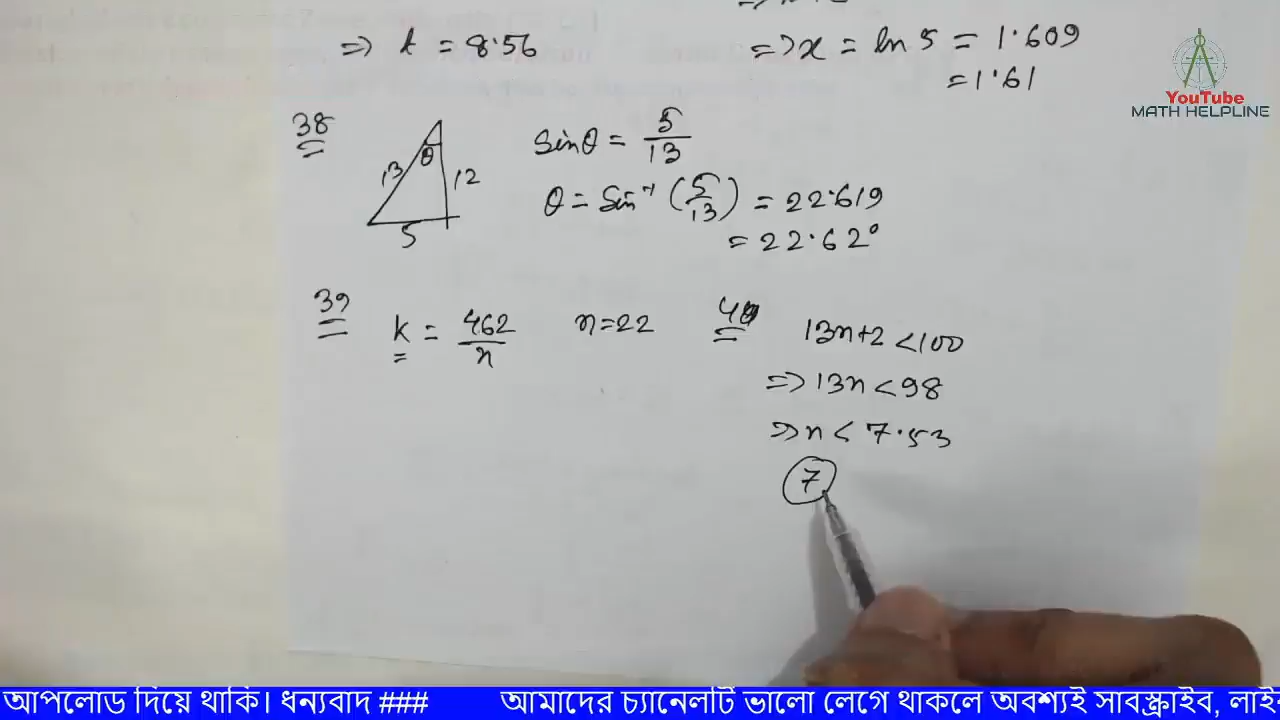 => t = 8.56
=> x = ln 5 = 1.609
= 1.61
YouTube
MATH HELPLINE
38
13
θ
12
5
Sinθ = 5/13
θ = Sin⁻¹ (5/13) = 22.619
= 22.62°
39
k = 462/n n=22
40
13n+2 < 100
=> 13n < 98
=> n < 7.53
7
আপলোড দিয়ে থাকি। ধন্যবাদ ### আমাদের চ্যানেলটি ভালো লেগে থাকলে অবশ্যই সাবস্ক্রাইব, লাই